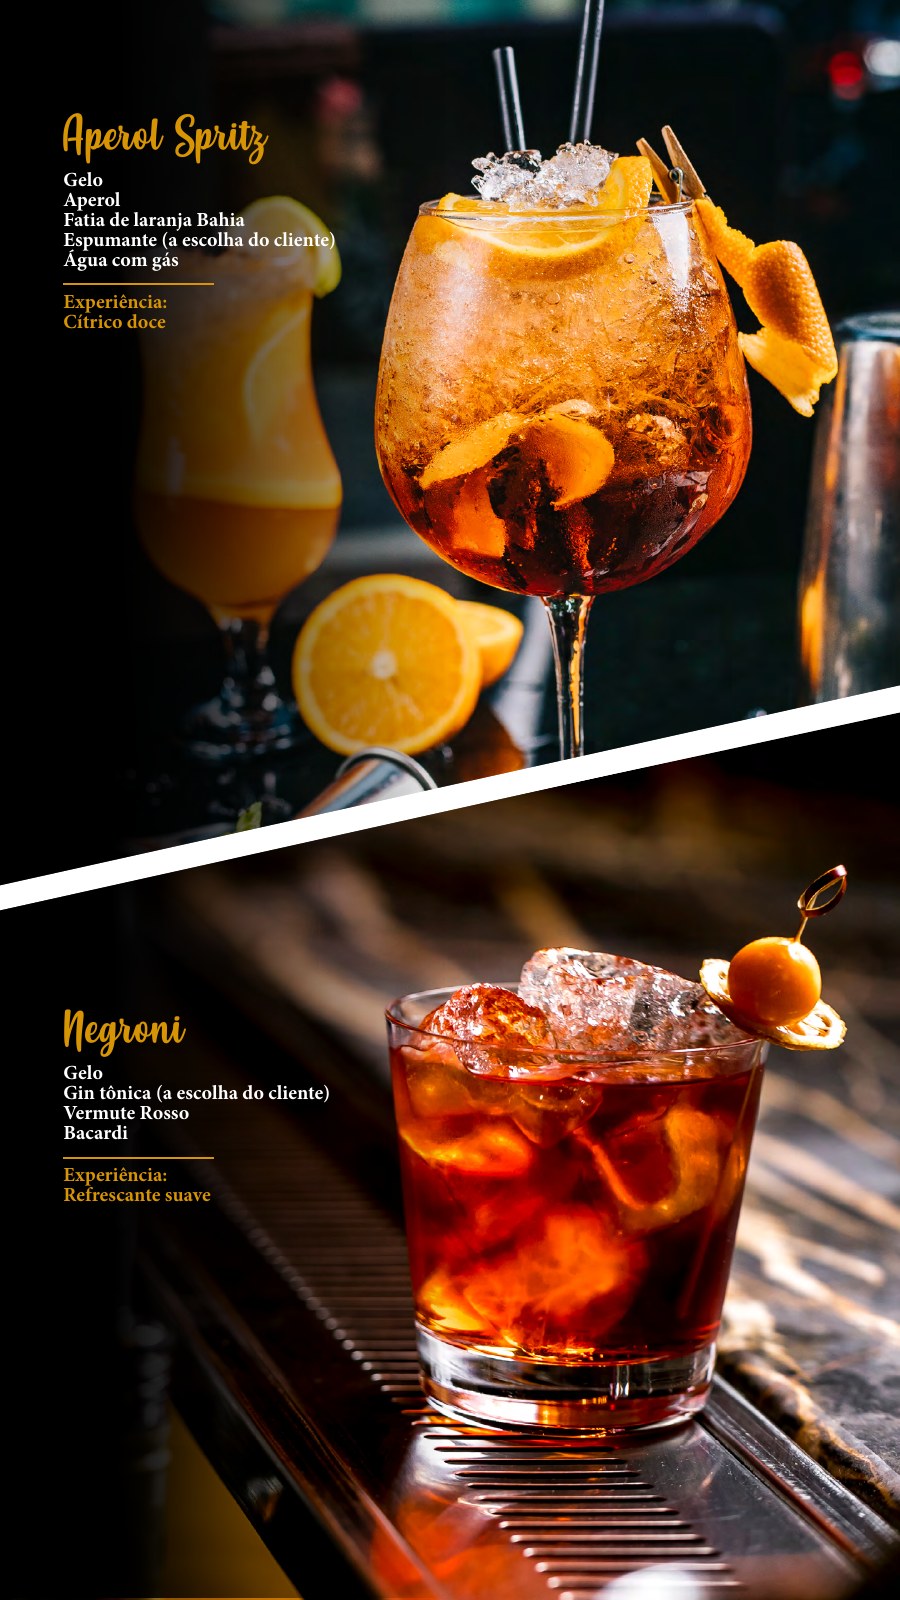 Aperol Spritz
Gelo
Aperol
Fatia de laranja Bahia
Espumante (a escolha do cliente)
Água com gás
Experiência:
Cítrico doce
Negroni
Gelo
Gin tônica (a escolha do cliente)
Vermute Rosso
Bacardi
Experiência:
Refrescante suave